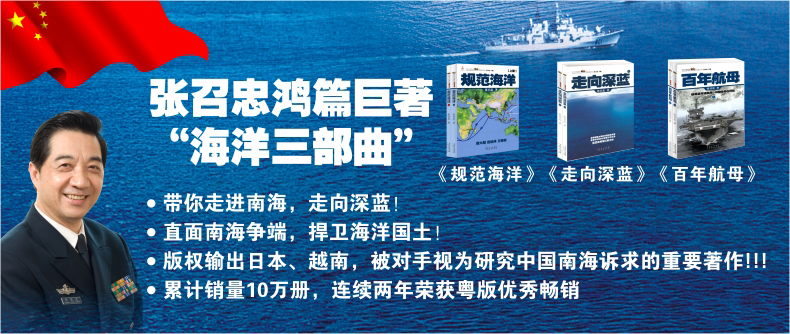 张召忠鸿篇巨著
“海洋三部曲”
规范海洋
走向深蓝
百年航母
《规范海洋》《走向深蓝》《百年航母》
• 带你走进南海，走向深蓝！
• 直面南海争端，捍卫海洋国土！
• 版权输出日本、越南，被对手视为研究中国南海诉求的重要著作!!!
• 累计销量10万册，连续两年荣获粤版优秀畅销